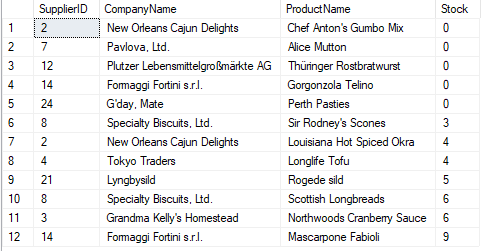 SupplierID CompanyName ProductName Stock
1 2 New Orleans Cajun Delights Chef Anton's Gumbo Mix 0
2 7 Pavlova, Ltd. Alice Mutton 0
3 12 Plutzer Lebensmittelgroßmärkte AG Thüringer Rostbratwurst 0
4 14 Formaggi Fortini s.r.l. Gorgonzola Telino 0
5 24 G'day, Mate Perth Pasties 0
6 8 Specialty Biscuits, Ltd. Sir Rodney's Scones 3
7 2 New Orleans Cajun Delights Louisiana Hot Spiced Okra 4
8 4 Tokyo Traders Longlife Tofu 4
9 21 Lyngbysild Rogede sild 5
10 8 Specialty Biscuits, Ltd. Scottish Longbreads 6
11 3 Grandma Kelly's Homestead Northwoods Cranberry Sauce 6
12 14 Formaggi Fortini s.r.l. Mascarpone Fabioli 9